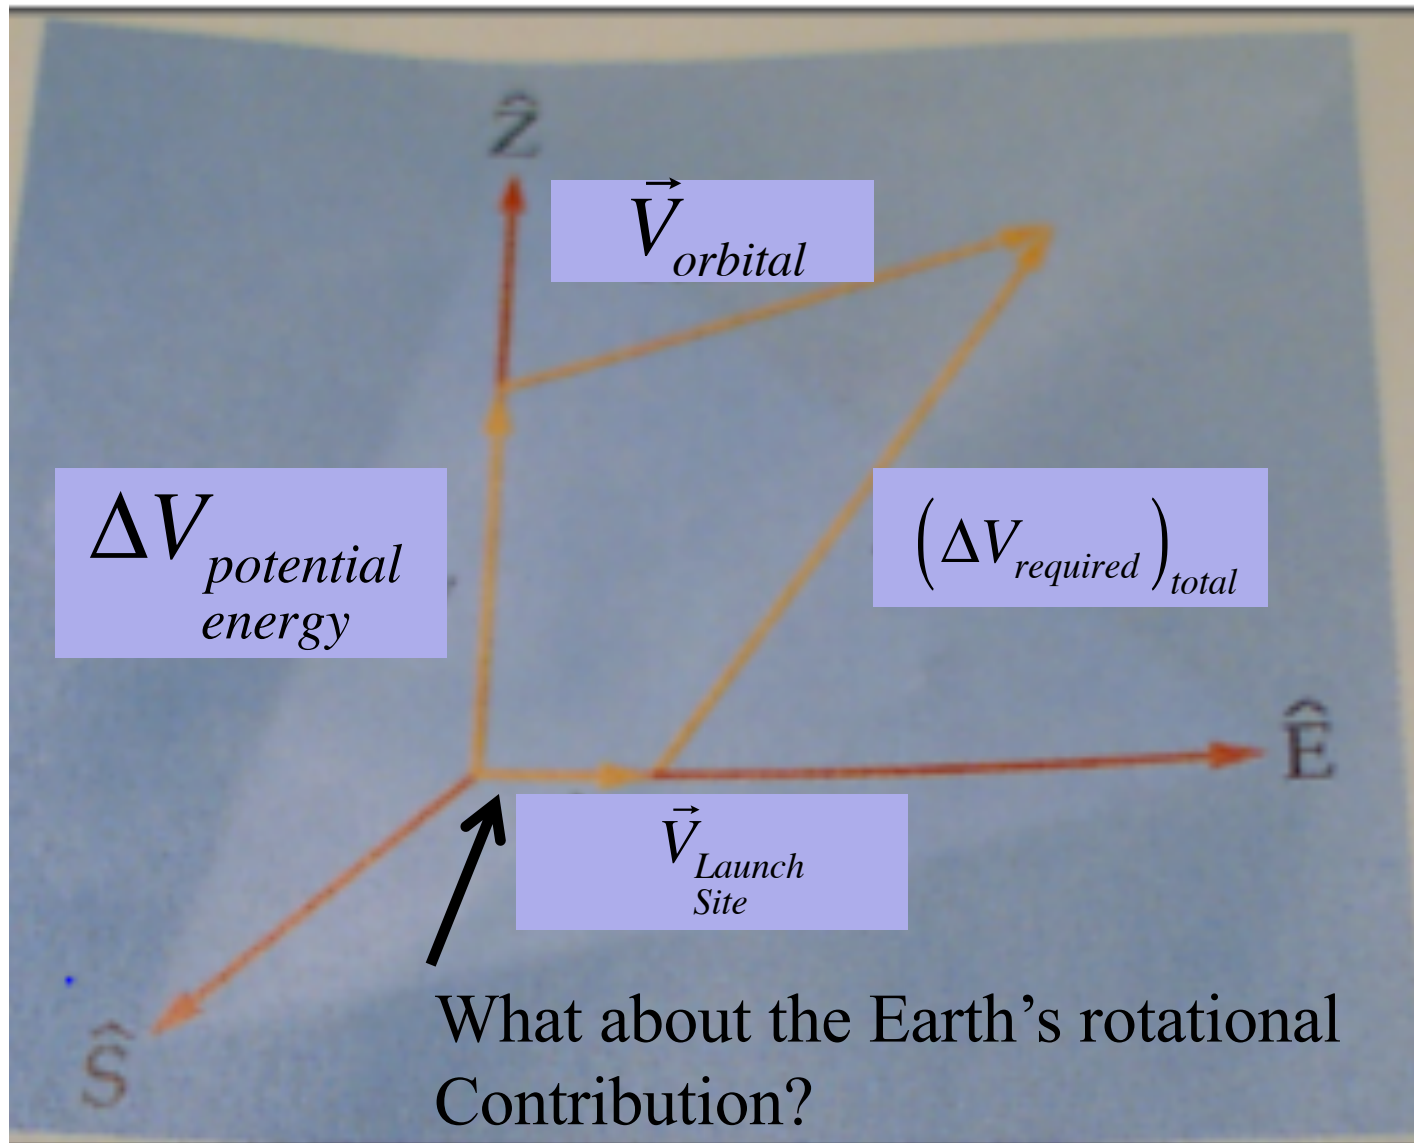 Ẑ
V⃗orbital
ΔVpotential
energy
(ΔVrequired)total
Ê
V⃗Launch
Site
Ŝ
What about the Earth’s rotational
Contribution?